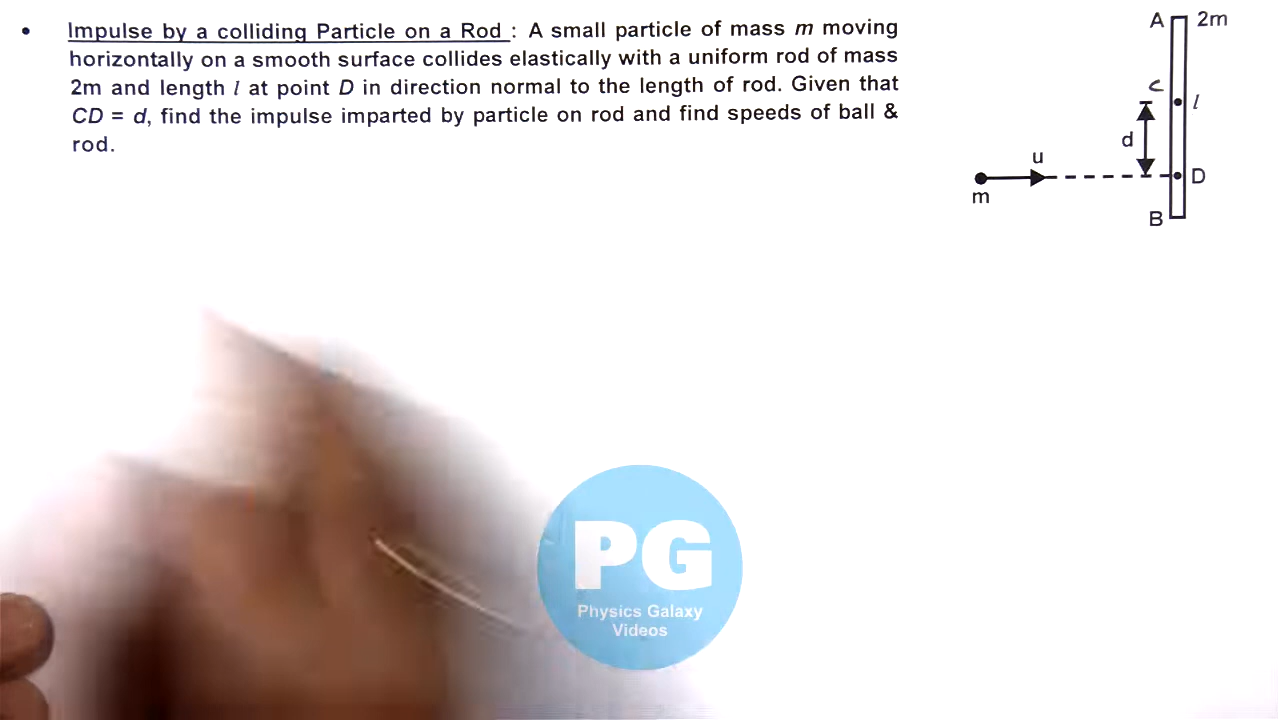 • Impulse by a colliding Particle on a Rod : A small particle of mass m moving
horizontally on a smooth surface collides elastically with a uniform rod of mass
2m and length l at point D in direction normal to the length of rod. Given that
CD = d, find the impulse imparted by particle on rod and find speeds of ball &
rod.
A
2m
C
l
d
u
D
m
B
PG
Physics Galaxy
Videos